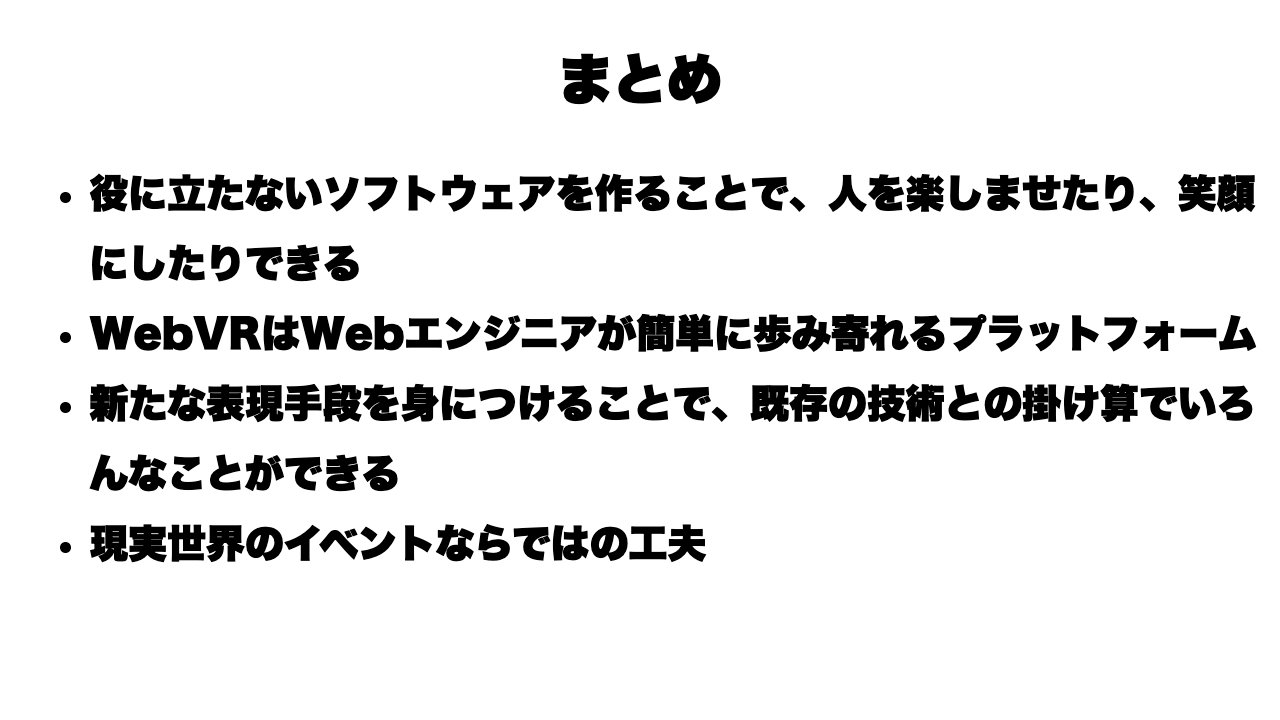 まとめ
• 役に立たないソフトウェアを作ることで、人を楽しませたり、笑顔
にしたりできる
• WebVRはWebエンジニアが簡単に歩み寄れるプラットフォーム
• 新たな表現手段を身につけることで、既存の技術との掛け算でいろ
んなことができる
• 現実世界のイベントならではの工夫